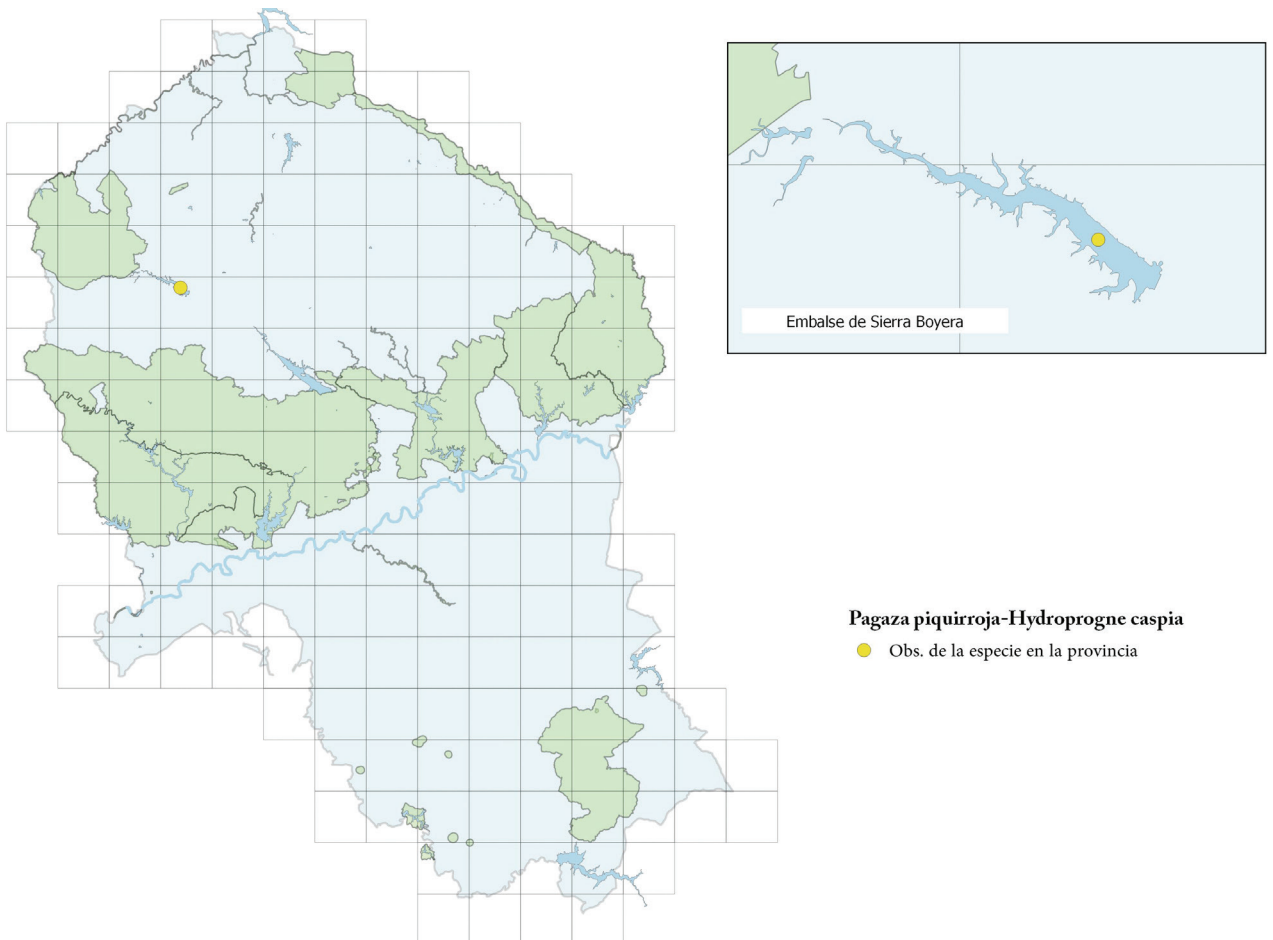 Embalse de Sierra Boyera
Pagaza piquirroja-Hydroprogne caspia
Obs. de la especie en la provincia